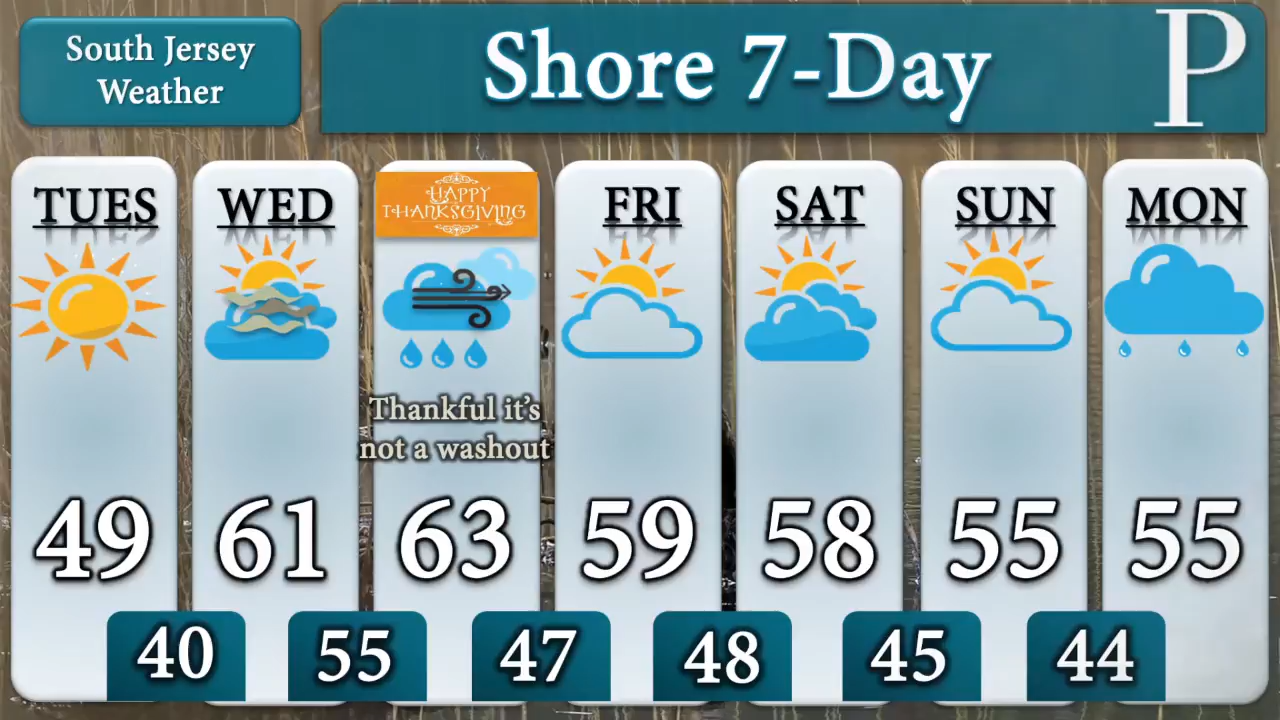 South Jersey
Weather
Shore 7-Day
P
TUES
WED
HAPPY
THANKSGIVING
FRI
SAT
SUN
MON
Thankful it's
not a washout
49
61
63
59
58
55
55
40
55
47
48
45
44